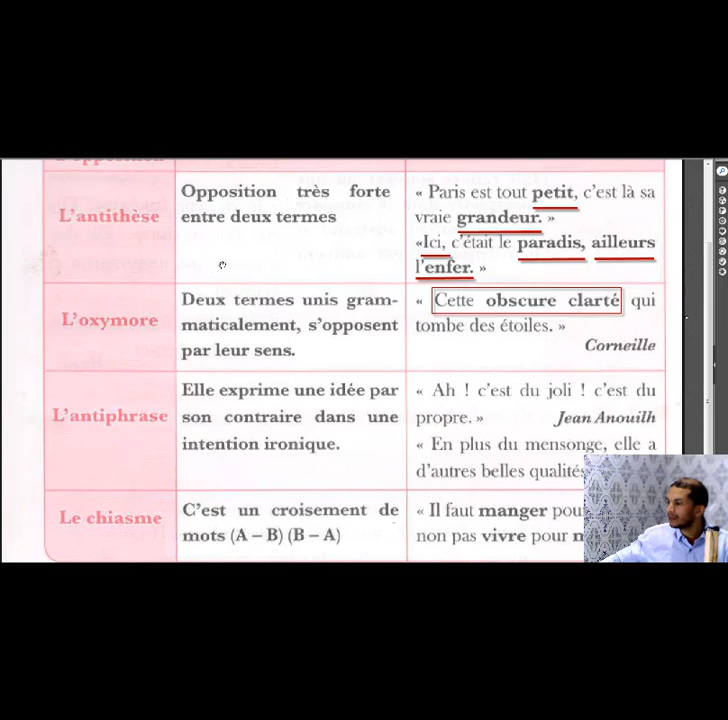 L'opposition
L'antithèse
Opposition très forte
entre deux termes
« Paris est tout petit, c'est là sa
vraie grandeur. »
«Ici, c'était le paradis, ailleurs
l'enfer. »
L'oxymore
Deux termes unis gram-
maticalement, s'opposent
par leur sens.
« Cette obscure clarté qui
tombe des étoiles. »
Corneille
L'antiphrase
Elle exprime une idée par
son contraire dans une
intention ironique.
« Ah ! c'est du joli ! c'est du
propre. » Jean Anouilh
« En plus du mensonge, elle a
d'autres belles qualités
Le chiasme
C'est un croisement de
mots (A – B) (B – A)
« Il faut manger pou
non pas vivre pour m